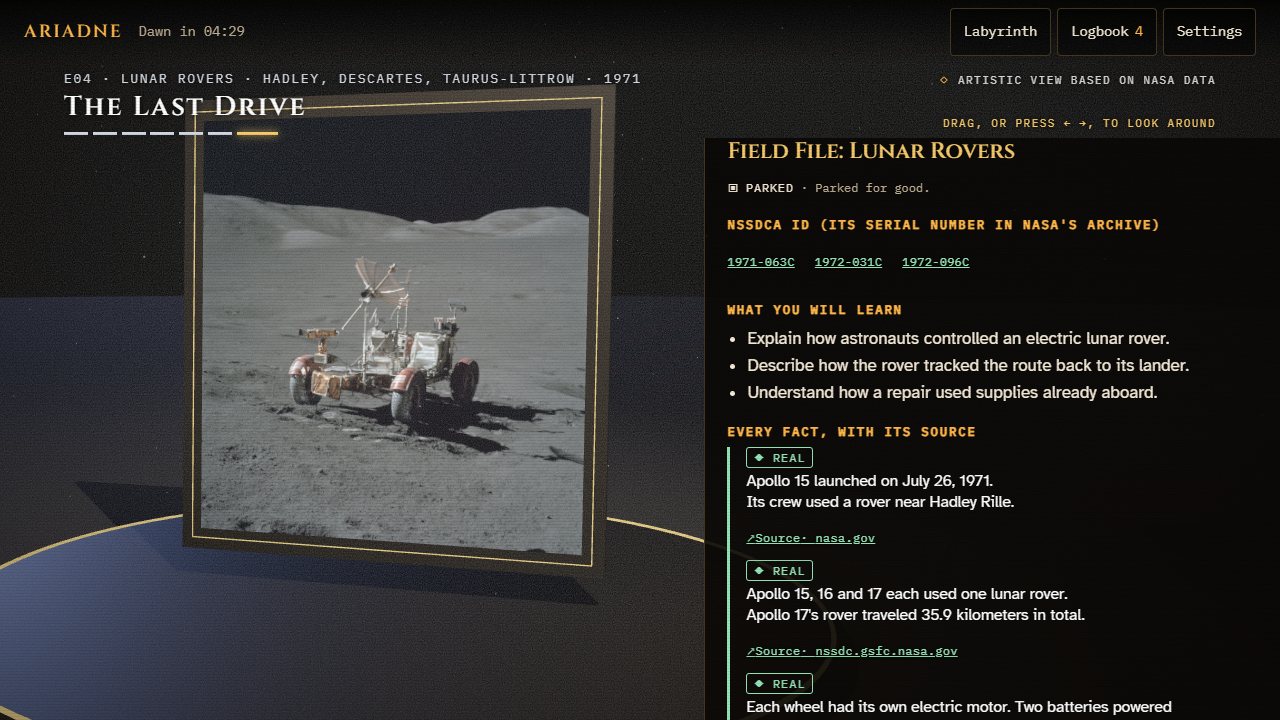 ARIADNE Dawn in 04:29
Labyrinth Logbook 4 Settings
E04 · LUNAR ROVERS · HADLEY, DESCARTES, TAURUS-LITTROW · 1971
The Last Drive
◇ ARTISTIC VIEW BASED ON NASA DATA
DRAG, OR PRESS ← →, TO LOOK AROUND
Field File: Lunar Rovers
▣ PARKED · Parked for good.
NSSDCA ID (ITS SERIAL NUMBER IN NASA'S ARCHIVE)
1971-063C 1972-031C 1972-096C
WHAT YOU WILL LEARN
• Explain how astronauts controlled an electric lunar rover.
• Describe how the rover tracked the route back to its lander.
• Understand how a repair used supplies already aboard.
EVERY FACT, WITH ITS SOURCE
◆ REAL
Apollo 15 launched on July 26, 1971.
Its crew used a rover near Hadley Rille.
↗Source· nasa.gov
◆ REAL
Apollo 15, 16 and 17 each used one lunar rover.
Apollo 17's rover traveled 35.9 kilometers in total.
↗Source· nssdc.gsfc.nasa.gov
◆ REAL
Each wheel had its own electric motor. Two batteries powered